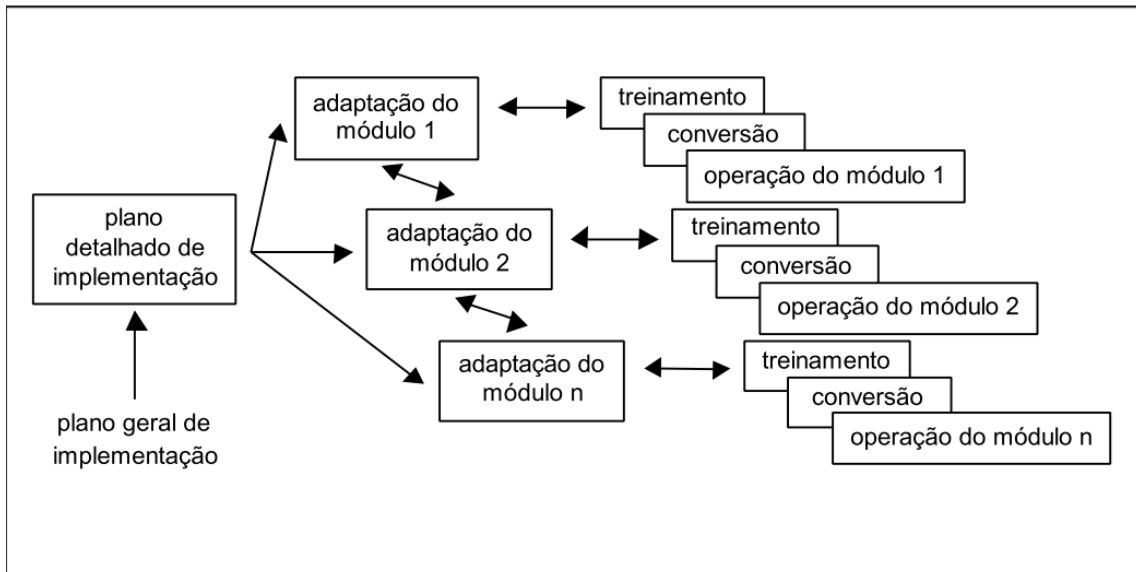 adaptação do
módulo 1
treinamento
conversão
operação do módulo 1
plano
detalhado de
implementação
adaptação do
módulo 2
treinamento
conversão
operação do módulo 2
adaptação do
módulo n
treinamento
conversão
operação do módulo n
plano geral de
implementação